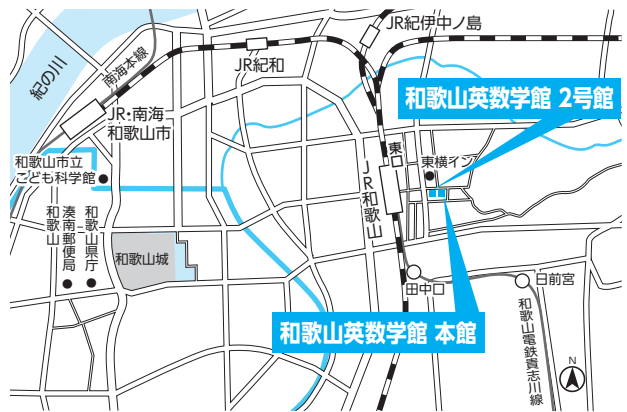 JR紀伊中ノ島
紀の川
南海本線
JR紀和
和歌山英数学館 2号館
JR・南海
和歌山市
東口
東横イン
和歌山市立
こども科学館
JR和歌山
和歌山
湊南郵便局
和歌山県庁
和歌山城
田中口
日前宮
和歌山英数学館 本館
和歌山電鉄貴志川線
N